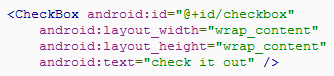 <CheckBox android:id="@+id/checkbox"
android:layout_width="wrap_content"
android:layout_height="wrap_content"
android:text="check it out" />